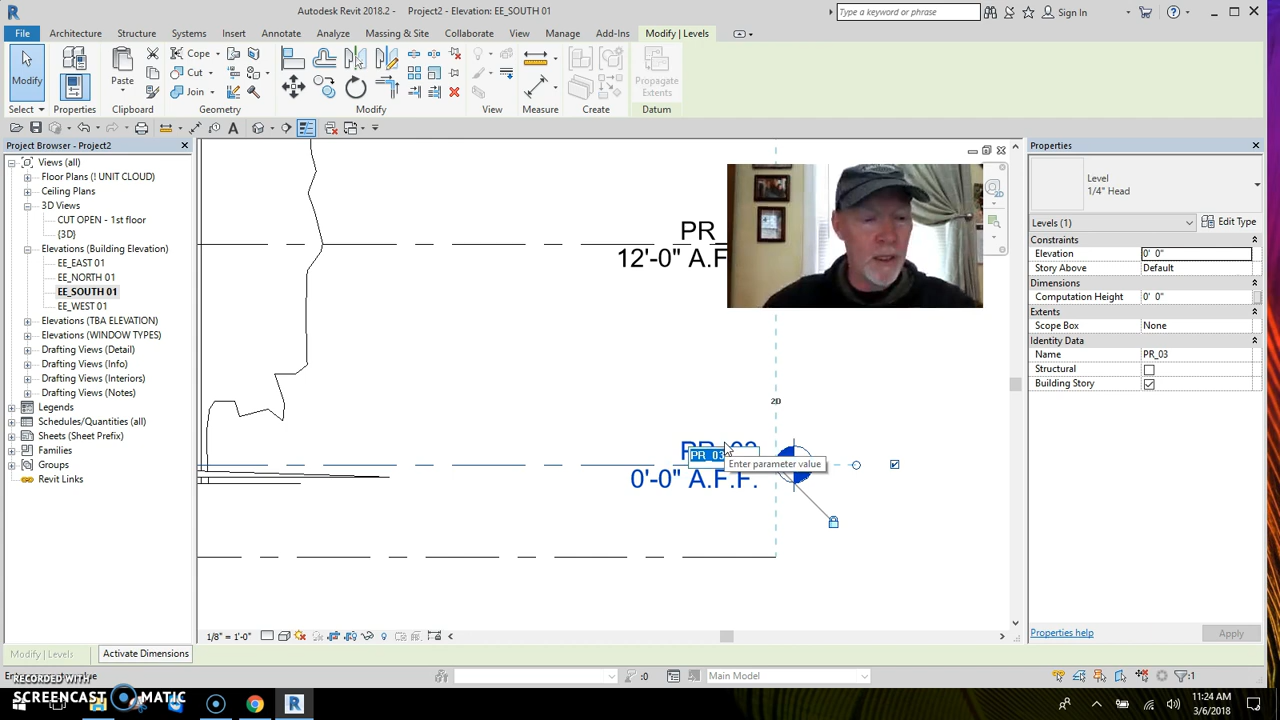 Autodesk Revit 2018.2 - Project2 - Elevation: EE_SOUTH 01
Type a keyword or phrase
Sign In
File Architecture Structure Systems Insert Annotate Analyze Massing & Site Collaborate View Manage Add-Ins Modify | Levels
Modify
Paste
Cope
Cut
Join
Propagate
Extents
Select Properties Clipboard Geometry Modify View Measure Create Datum
Project Browser - Project2
Views (all)
Floor Plans (! UNIT CLOUD)
Ceiling Plans
3D Views
CUT OPEN - 1st floor
{3D}
Elevations (Building Elevation)
EE_EAST 01
EE_NORTH 01
EE_SOUTH 01
EE_WEST 01
Elevations (TBA ELEVATION)
Elevations (WINDOW TYPES)
Drafting Views (Detail)
Drafting Views (Info)
Drafting Views (Interiors)
Drafting Views (Notes)
Legends
Schedules/Quantities (all)
Sheets (Sheet Prefix)
Families
Groups
Revit Links
PR
12'-0" A.F
2D
PR_03
Enter parameter value
0'-0" A.F.F.
Properties
Level
1/4" Head
Levels (1)
Edit Type
Constraints
Elevation 0' 0"
Story Above Default
Dimensions
Computation Height 0' 0"
Extents
Scope Box None
Identity Data
Name PR_03
Structural
Building Story
Properties help
Apply
1/8" = 1'-0"
Modify | Levels Activate Dimensions
:0
Main Model
:1
RECORDED WITH
SCREENCAST MATIC
11:24 AM
3/6/2018